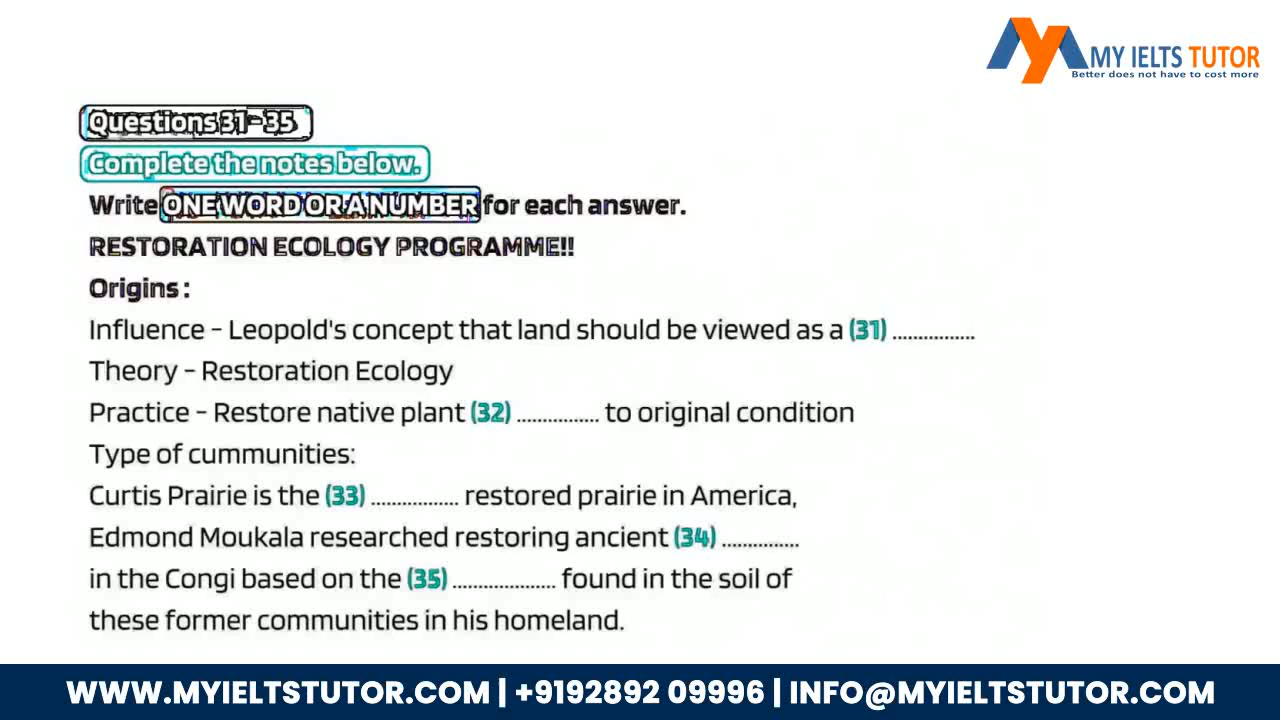 MY IELTS TUTOR
Better does not have to cost more
Questions 31-35
Complete the notes below.
Write ONE WORD OR A NUMBER for each answer.
RESTORATION ECOLOGY PROGRAMME!!
Origins :
Influence - Leopold's concept that land should be viewed as a (31) ................
Theory - Restoration Ecology
Practice - Restore native plant (32) ................ to original condition
Type of cummunities:
Curtis Prairie is the (33) ................. restored prairie in America,
Edmond Moukala researched restoring ancient (34) ...............
in the Congi based on the (35) .................... found in the soil of
these former communities in his homeland.
WWW.MYIELTSTUTOR.COM | +9192892 09996 | INFO@MYIELTSTUTOR.COM